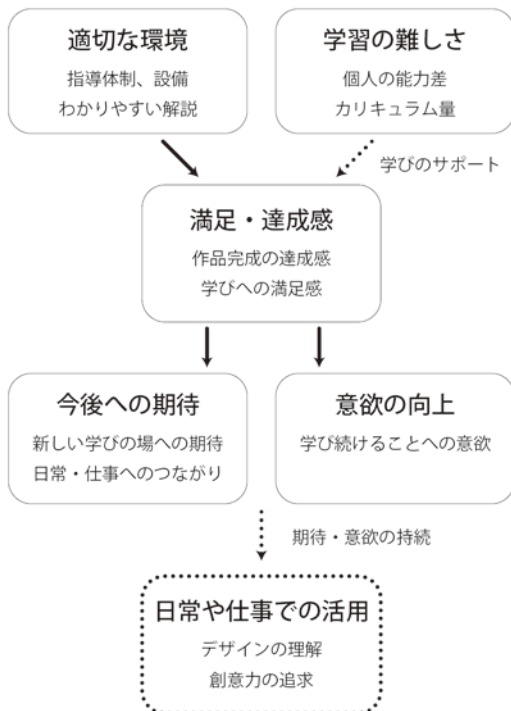 適切な環境
指導体制、設備
わかりやすい解説
学習の難しさ
個人の能力差
カリキュラム量
学びのサポート
満足・達成感
作品完成の達成感
学びへの満足感
今後への期待
新しい学びの場への期待
日常・仕事へのつながり
意欲の向上
学び続けることへの意欲
期待・意欲の持続
日常や仕事での活用
デザインの理解
創意力の追求